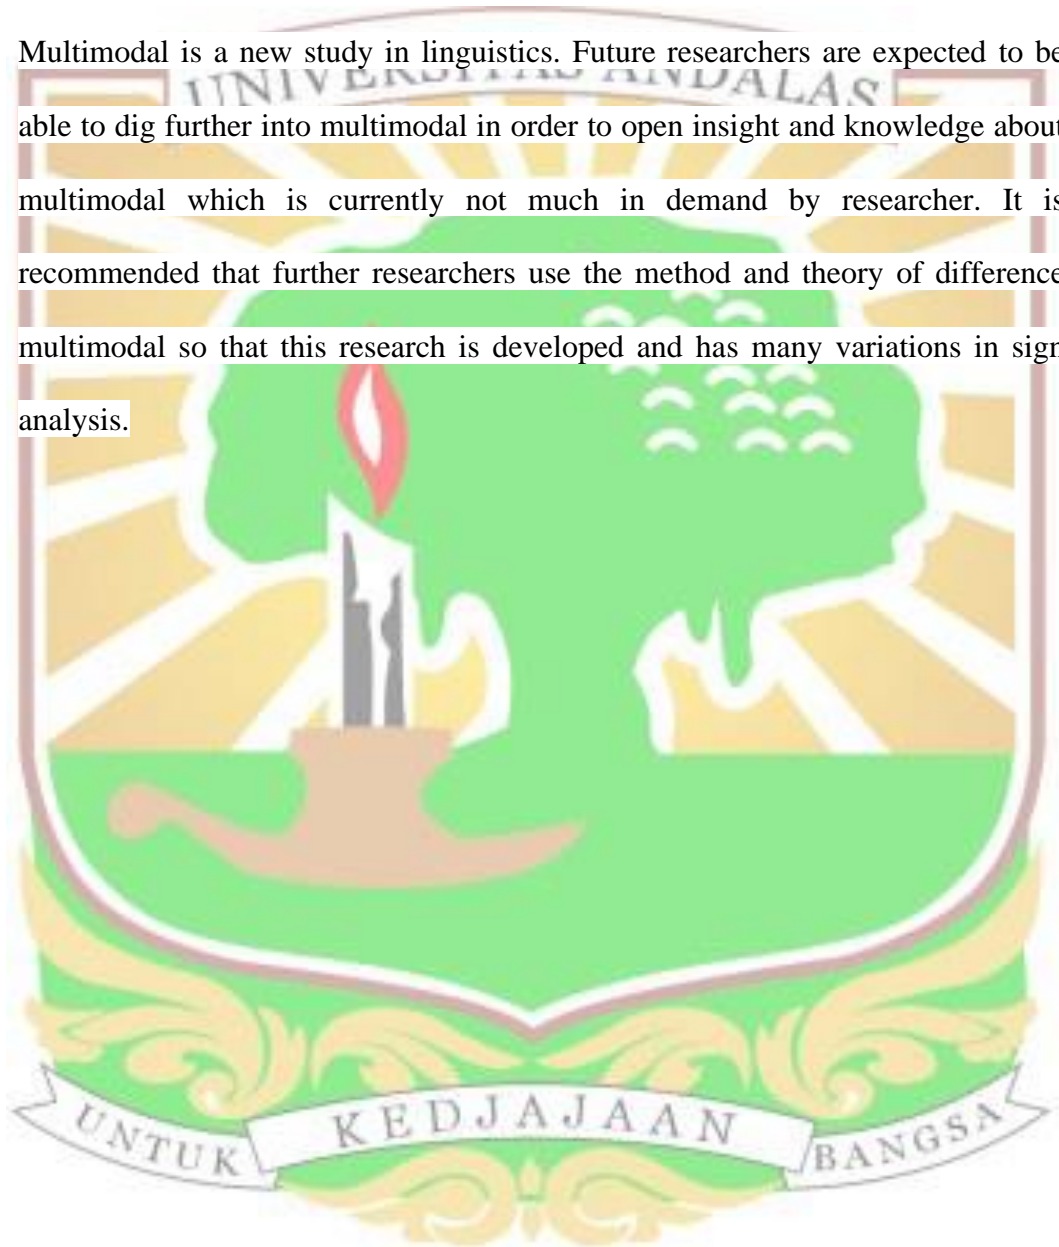 Multimodal is a new study in linguistics. Future researchers are expected to be
UNIVERSITAS ANDALAS
able to dig further into multimodal in order to open insight and knowledge about
multimodal which is currently not much in demand by researcher. It is
recommended that further researchers use the method and theory of difference
multimodal so that this research is developed and has many variations in sign
analysis.
UNTUK KEDJAJAAN BANGSA